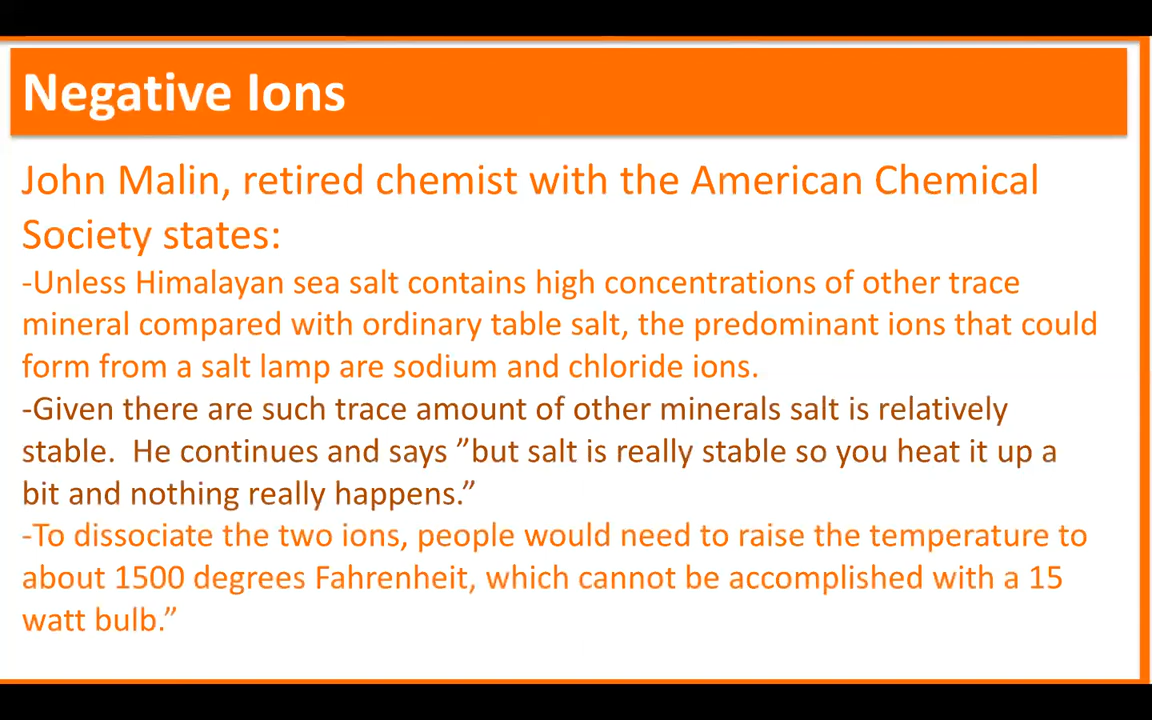 Negative Ions
John Malin, retired chemist with the American Chemical
Society states:
-Unless Himalayan sea salt contains high concentrations of other trace
mineral compared with ordinary table salt, the predominant ions that could
form from a salt lamp are sodium and chloride ions.
-Given there are such trace amount of other minerals salt is relatively
stable.  He continues and says ”but salt is really stable so you heat it up a
bit and nothing really happens.”
-To dissociate the two ions, people would need to raise the temperature to
about 1500 degrees Fahrenheit, which cannot be accomplished with a 15
watt bulb.”